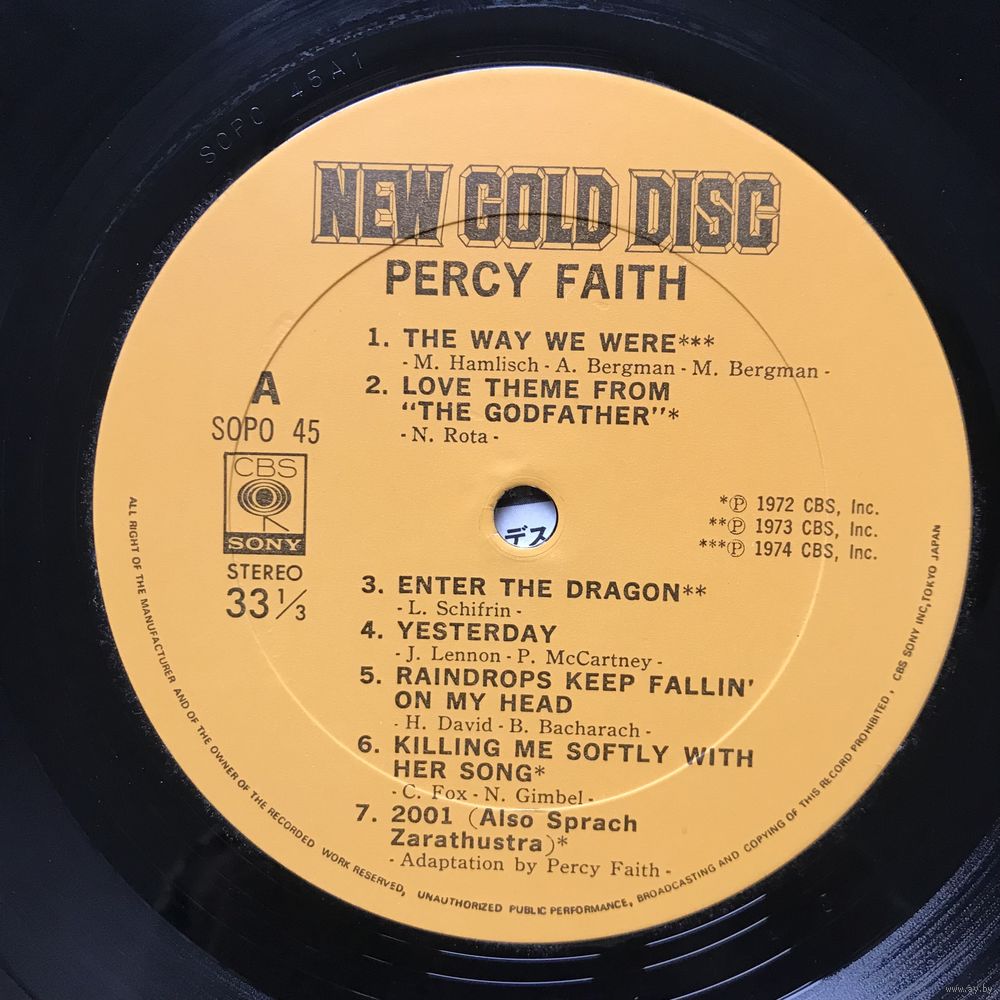 SOPO 45A1
NEW GOLD DISC
PERCY FAITH
1. THE WAY WE WERE***
- M. Hamlisch - A. Bergman - M. Bergman -
2. LOVE THEME FROM
"THE GODFATHER"*
- N. Rota -
A
SOPO 45
CBS
SONY
STEREO
33 1/3
デス
*℗ 1972 CBS, Inc.
**℗ 1973 CBS, Inc.
***℗ 1974 CBS, Inc.
3. ENTER THE DRAGON**
- L. Schifrin -
4. YESTERDAY
- J. Lennon - P. McCartney -
5. RAINDROPS KEEP FALLIN'
ON MY HEAD
- H. David - B. Bacharach -
6. KILLING ME SOFTLY WITH
HER SONG*
- C. Fox - N. Gimbel -
7. 2001 (Also Sprach
Zarathustra)*
- Adaptation by Percy Faith -
ALL RIGHT OF THE MANUFACTURER AND OF THE OWNER OF THE RECORDED WORK RESERVED, UNAUTHORIZED PUBLIC PERFORMANCE, BROADCASTING AND COPYING OF THIS RECORD PROHIBITED, CBS SONY INC, TOKYO JAPAN
www.ay.by